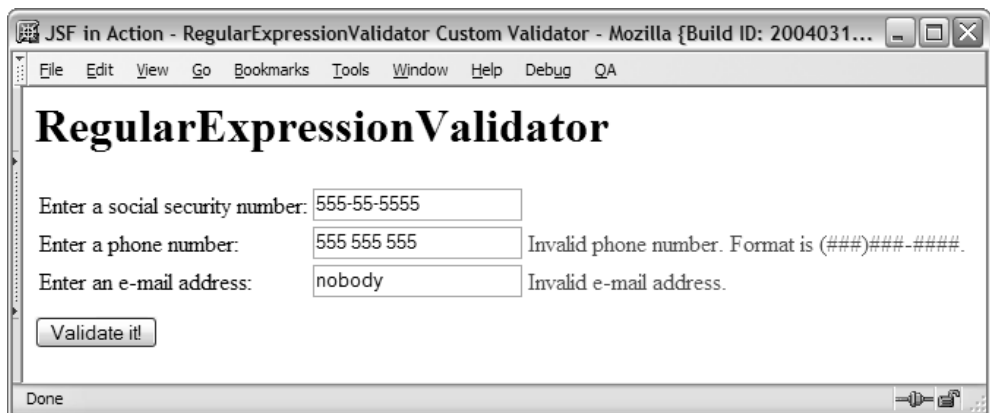 JSF in Action - RegularExpressionValidator Custom Validator - Mozilla {Build ID: 2004031...
File Edit View Go Bookmarks Tools Window Help Debug QA
RegularExpressionValidator
Enter a social security number: 555-55-5555
Enter a phone number: 555 555 555 Invalid phone number. Format is (###)###-####.
Enter an e-mail address: nobody Invalid e-mail address.
Validate it!
Done